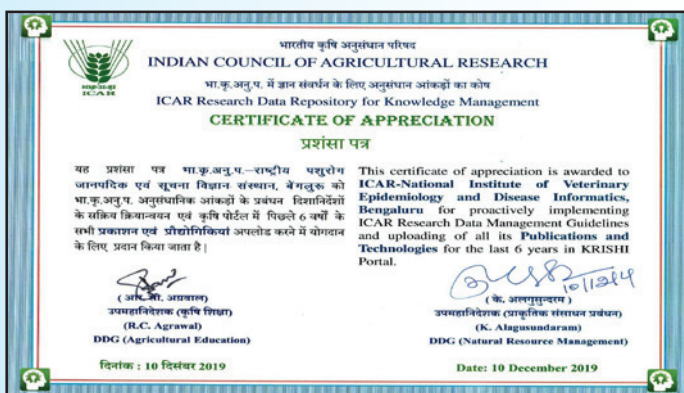 भारतीय कृषि अनुसंधान परिषद
INDIAN COUNCIL OF AGRICULTURAL RESEARCH
भाकृअनुप
ICAR
भा.कृ.अनु.प. में ज्ञान संवर्धन के लिए अनुसंधान आंकड़ों का कोष
ICAR Research Data Repository for Knowledge Management
CERTIFICATE OF APPRECIATION
प्रशंसा पत्र
यह प्रशंसा पत्र भा.कृ.अनु.प.–राष्ट्रीय पशुरोग
जानपदिक एवं सूचना विज्ञान संस्थान, बेंगलुरू को
भा.कृ.अनु.प. अनुसंधानिक आंकड़ों के प्रबंधन दिशानिर्देशों
के सक्रिय क्रियान्वयन एवं कृषि पोर्टल में पिछले 6 वर्षों के
सभी प्रकाशन एवं प्रौद्योगिकियां अपलोड करने में योगदान
के लिए प्रदान किया जाता है|
This certificate of appreciation is awarded to
ICAR-National Institute of Veterinary
Epidemiology and Disease Informatics,
Bengaluru for proactively implementing
ICAR Research Data Management Guidelines
and uploading of all its Publications and
Technologies for the last 6 years in KRISHI
Portal.
(आर. सी. अग्रवाल)
उपमहानिदेशक (कृषि शिक्षा)
(R.C. Agrawal)
DDG (Agricultural Education)
दिनांक : 10 दिसंबर 2019
(के. अलगुसुन्दरम)
उपमहानिदेशक (प्राकृतिक संसाधन प्रबंधन)
(K. Alagusundaram)
DDG (Natural Resource Management)
Date: 10 December 2019